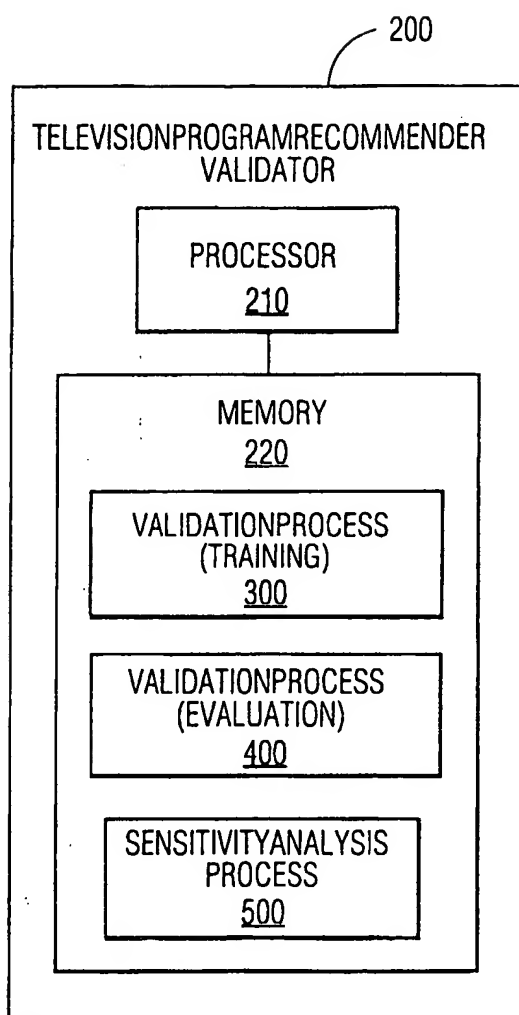 200
TELEVISIONPROGRAMRECOMMENDER
VALIDATOR
PROCESSOR
210
MEMORY
220
VALIDATIONPROCESS
(TRAINING)
300
VALIDATIONPROCESS
(EVALUATION)
400
SENSITIVITYANALYSIS
PROCESS
500